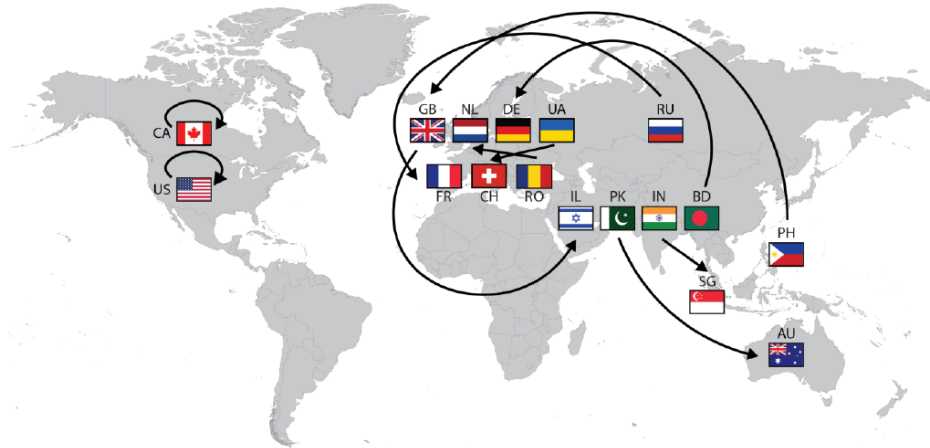 GB NL DE UA RU
CA
US
FR CH RO IL PK IN BD
PH
SG
AU